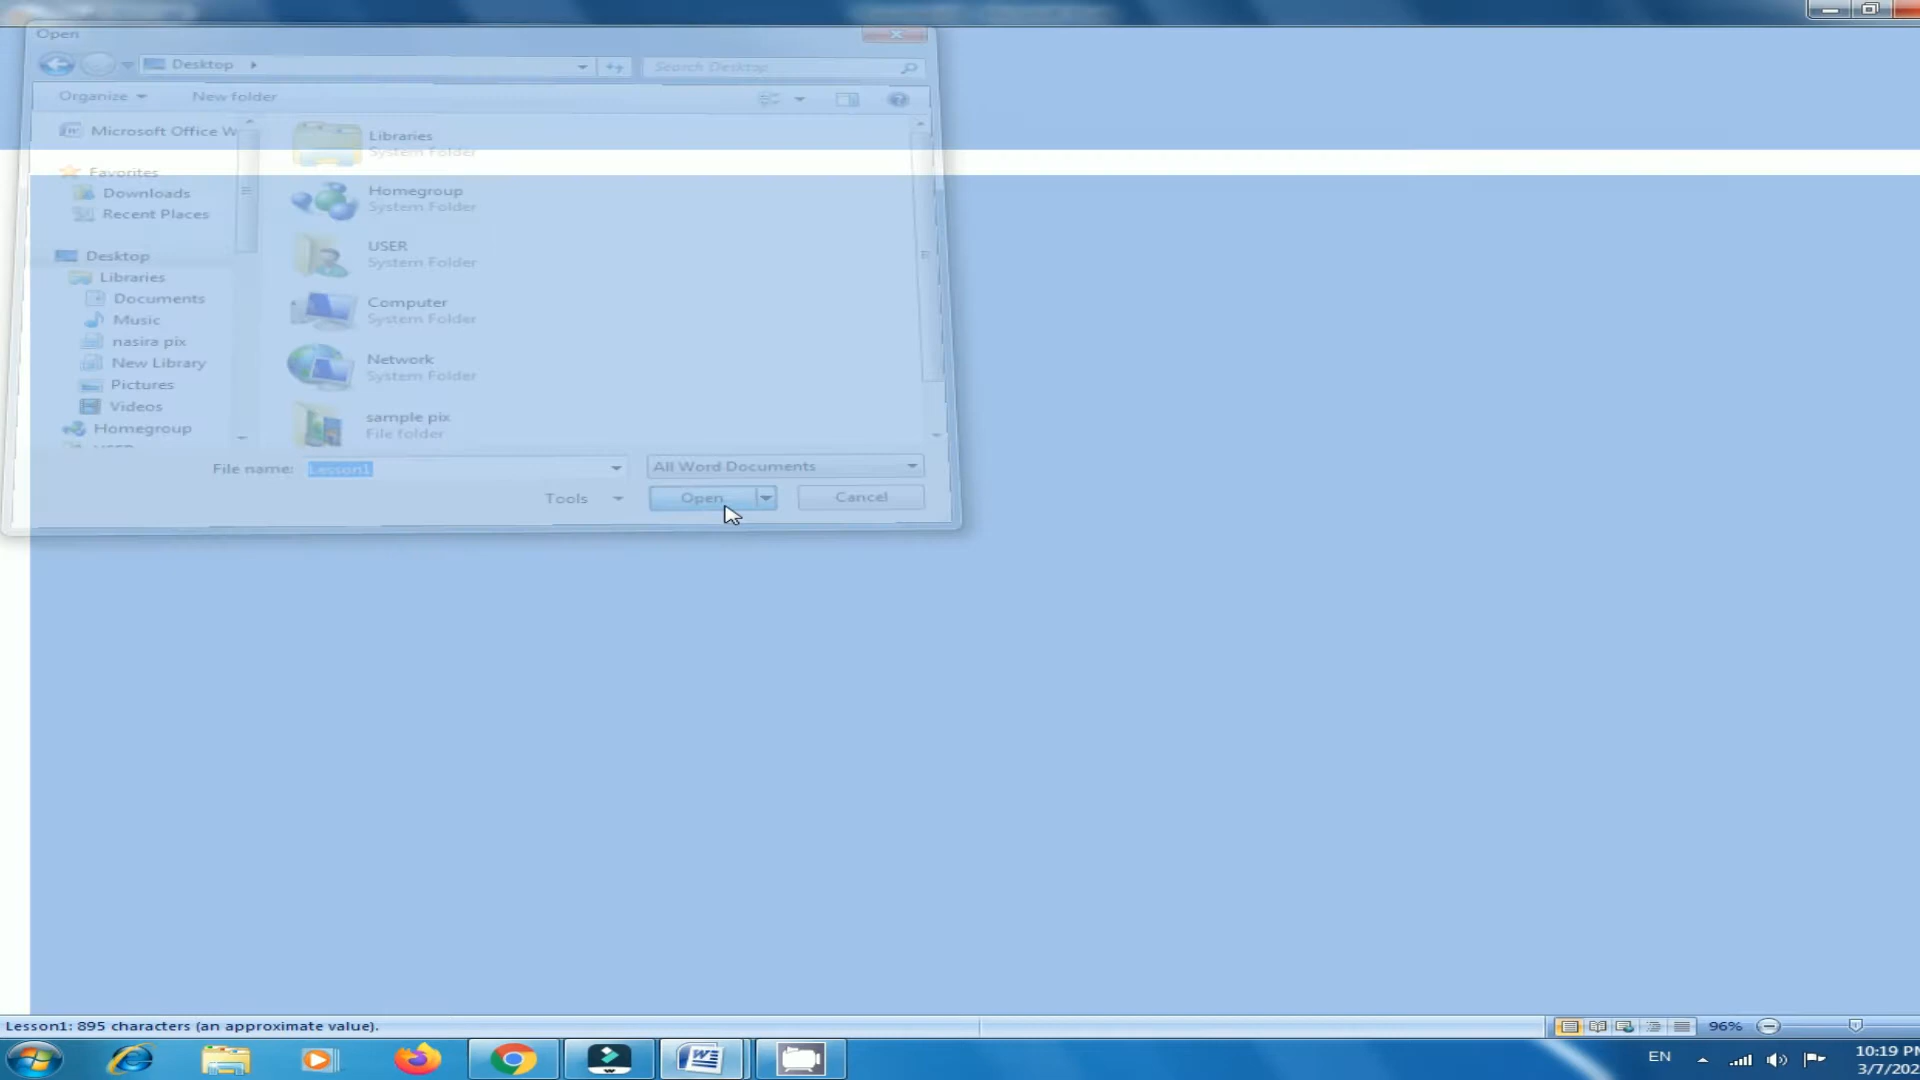 Open
Desktop
Search Desktop
Organize
New folder
Microsoft Office W
Favorites
Downloads
Recent Places
Desktop
Libraries
Documents
Music
nasira pix
New Library
Pictures
Videos
Homegroup
Libraries
System Folder
Homegroup
System Folder
USER
System Folder
Computer
System Folder
Network
System Folder
sample pix
File folder
File name: Lesson1
All Word Documents
Tools
Open
Cancel
Lesson1: 895 characters (an approximate value).
96%
EN
10:19 PM
3/7/202